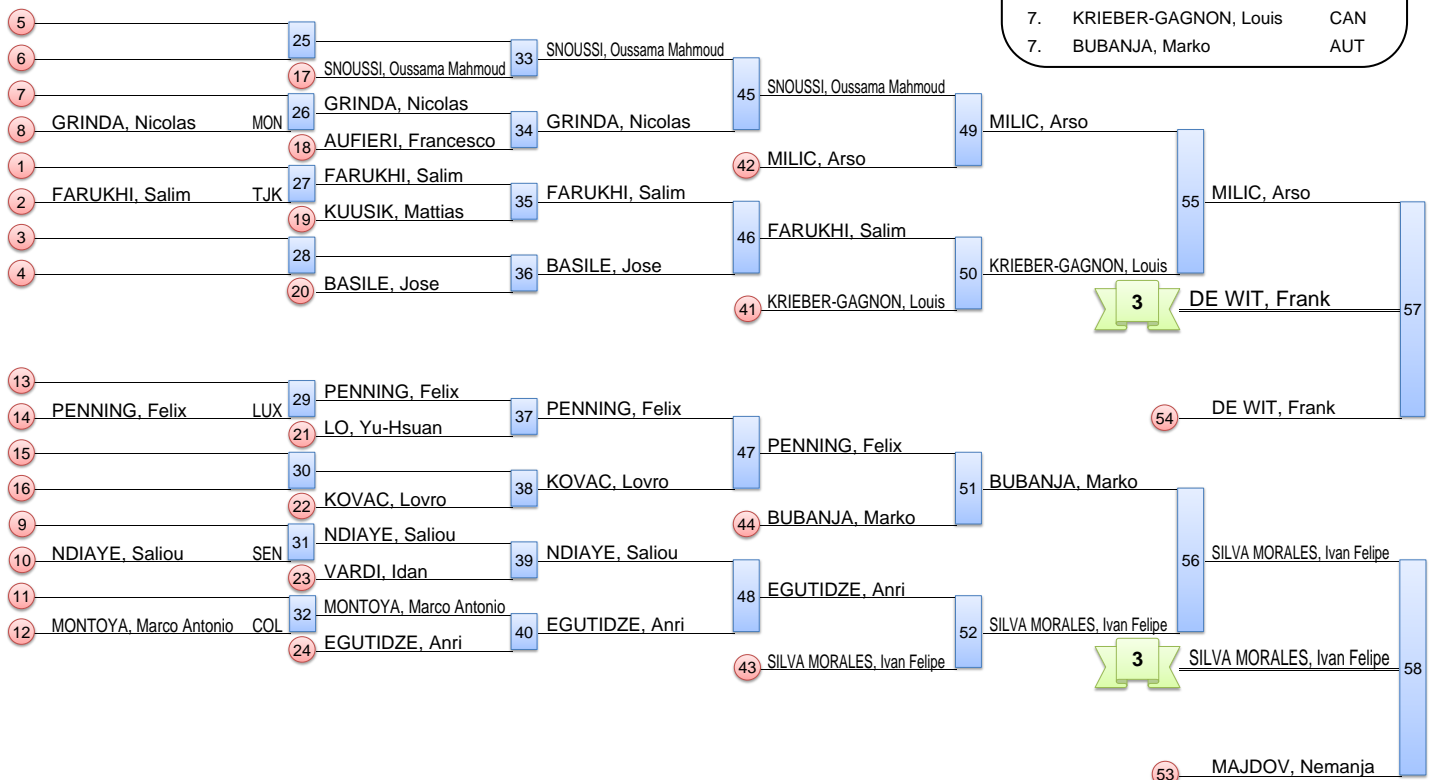 7. KRIEBER-GAGNON, Louis CAN
7. BUBANJA, Marko AUT
5
25
6
17 SNOUSSI, Oussama Mahmoud
33 SNOUSSI, Oussama Mahmoud
7
26 GRINDA, Nicolas
8 GRINDA, Nicolas MON
18 AUFIERI, Francesco
34 GRINDA, Nicolas
45 SNOUSSI, Oussama Mahmoud
42 MILIC, Arso
49 MILIC, Arso
1
27 FARUKHI, Salim
2 FARUKHI, Salim TJK
19 KUUSIK, Mattias
35 FARUKHI, Salim
3
28
4
20 BASILE, Jose
36 BASILE, Jose
46 FARUKHI, Salim
41 KRIEBER-GAGNON, Louis
50 KRIEBER-GAGNON, Louis
55 MILIC, Arso
3 DE WIT, Frank
57
54 DE WIT, Frank
13
29 PENNING, Felix
14 PENNING, Felix LUX
21 LO, Yu-Hsuan
37 PENNING, Felix
15
30
16
22 KOVAC, Lovro
38 KOVAC, Lovro
47 PENNING, Felix
44 BUBANJA, Marko
51 BUBANJA, Marko
9
31 NDIAYE, Saliou
10 NDIAYE, Saliou SEN
23 VARDI, Idan
39 NDIAYE, Saliou
11
32 MONTOYA, Marco Antonio
12 MONTOYA, Marco Antonio COL
24 EGUTIDZE, Anri
40 EGUTIDZE, Anri
48 EGUTIDZE, Anri
43 SILVA MORALES, Ivan Felipe
52 SILVA MORALES, Ivan Felipe
56 SILVA MORALES, Ivan Felipe
3 SILVA MORALES, Ivan Felipe
58
53 MAJDOV, Nemanja